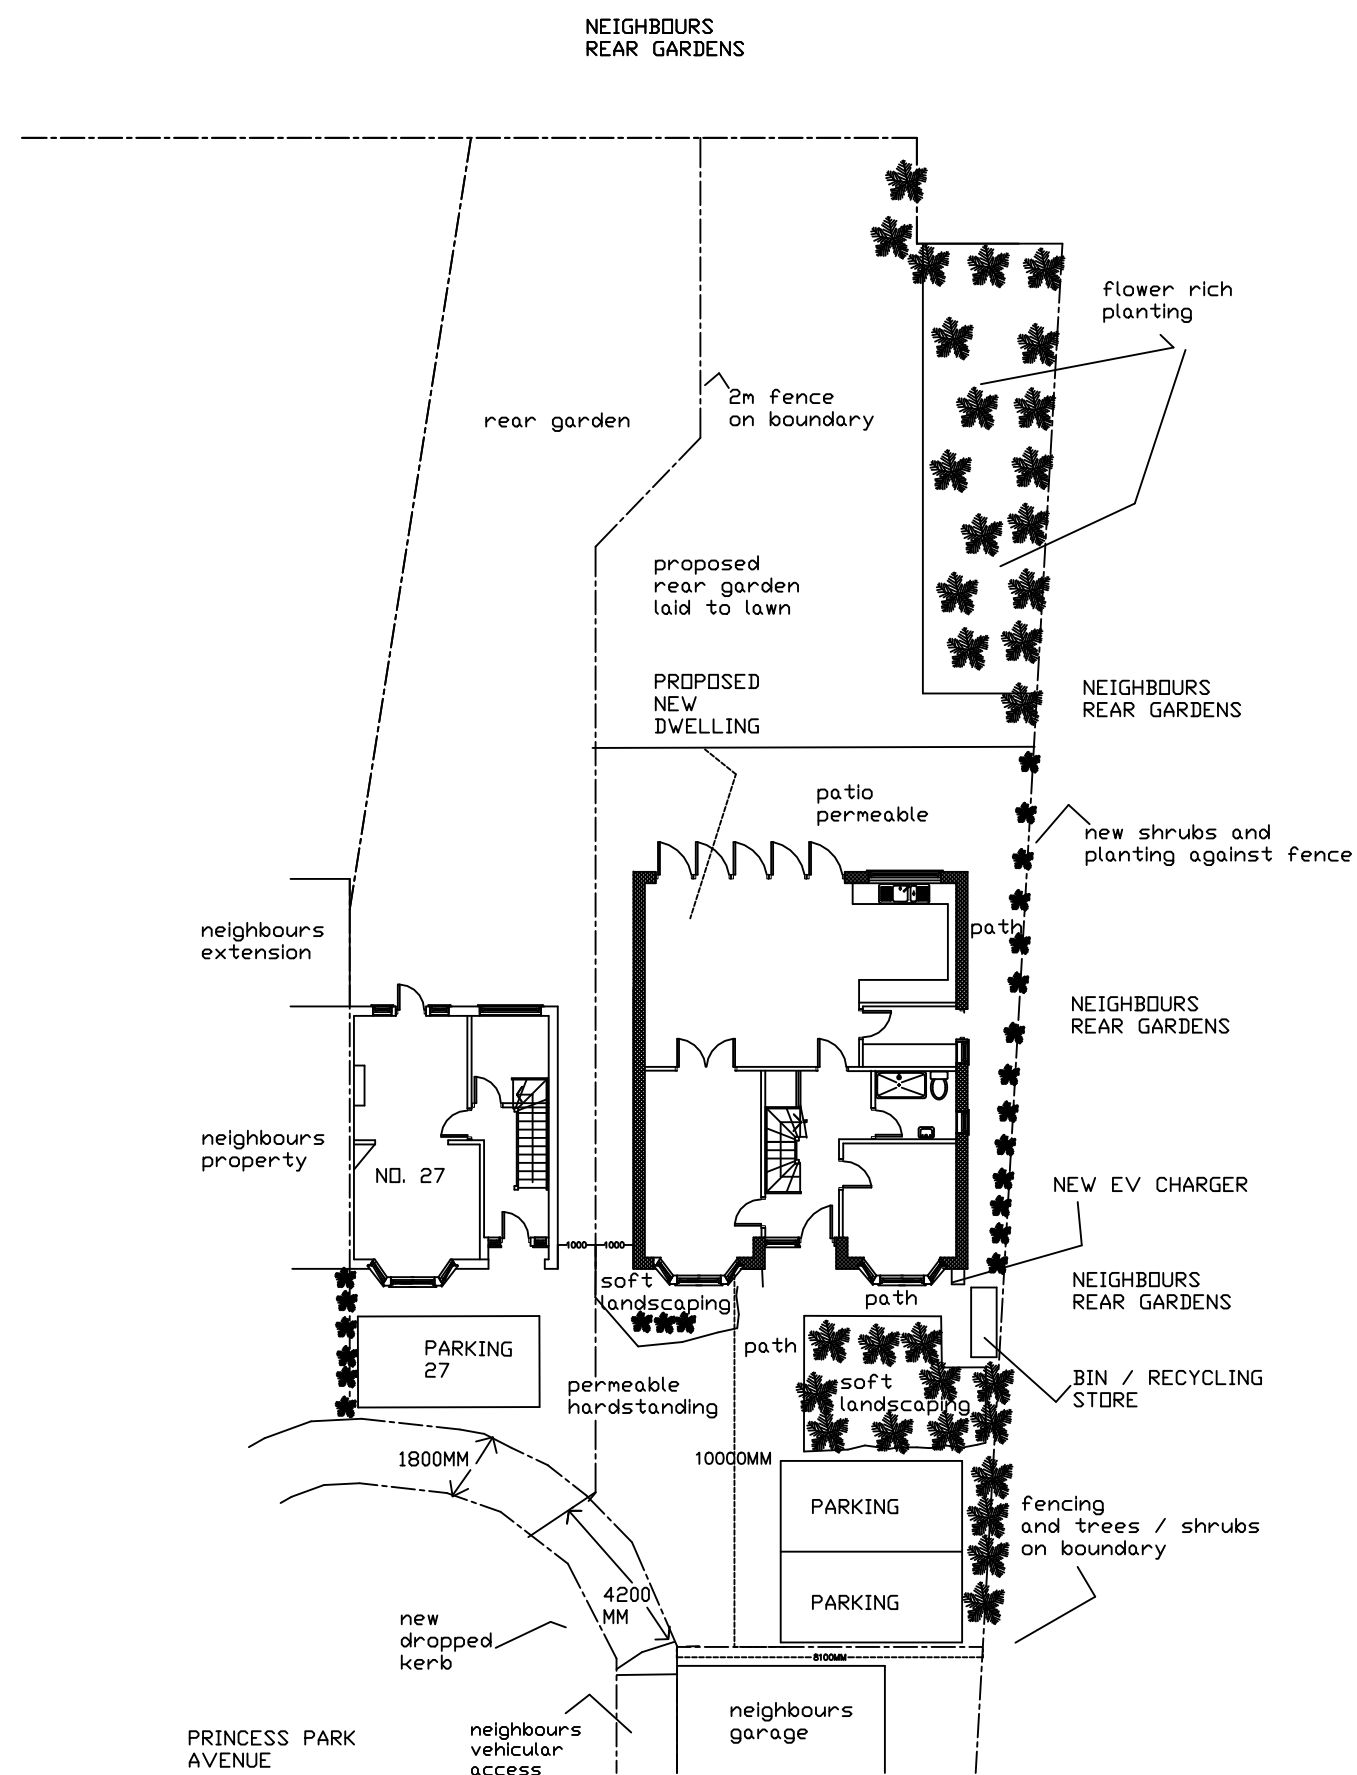 NEIGHBOURS
REAR GARDENS
flower rich
planting
2m fence
on boundary
rear garden
proposed
rear garden
laid to lawn
PROPOSED
NEW
DWELLING
NEIGHBOURS
REAR GARDENS
patio
permeable
new shrubs and
planting against fence
neighbours
extension
path
NEIGHBOURS
REAR GARDENS
neighbours
property
NO. 27
NEW EV CHARGER
1000
1000
soft
landscaping
path
NEIGHBOURS
REAR GARDENS
path
PARKING
27
permeable
hardstanding
soft
landscaping
BIN / RECYCLING
STORE
1800MM
10000MM
PARKING
fencing
and trees / shrubs
on boundary
4200
MM
PARKING
new
dropped
kerb
8100MM
neighbours
garage
PRINCESS PARK
AVENUE
neighbours
vehicular
access